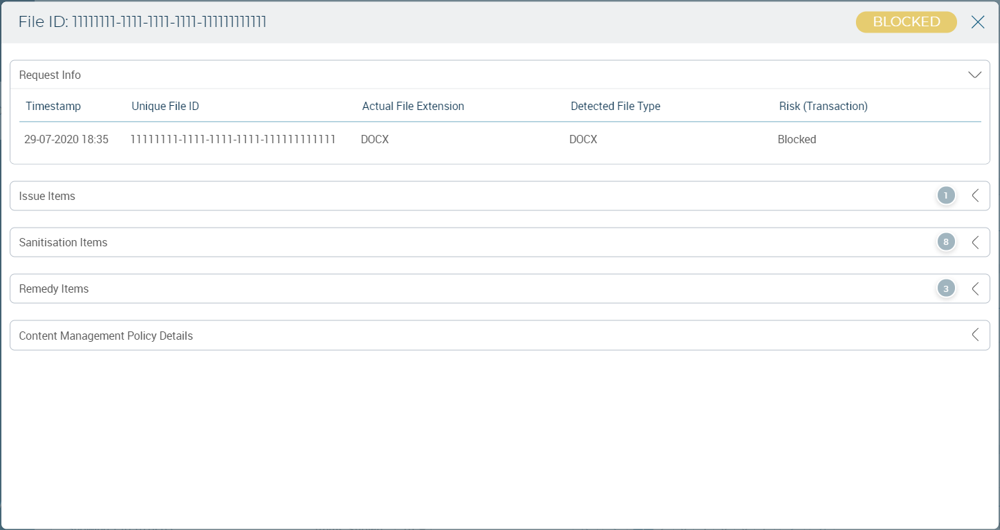 File ID: 11111111-1111-1111-1111-111111111111 BLOCKED
Request Info
Timestamp Unique File ID Actual File Extension Detected File Type Risk (Transaction)
29-07-2020 18:35 11111111-1111-1111-1111-111111111111 DOCX DOCX Blocked
Issue Items 1
Sanitisation Items 8
Remedy Items 3
Content Management Policy Details